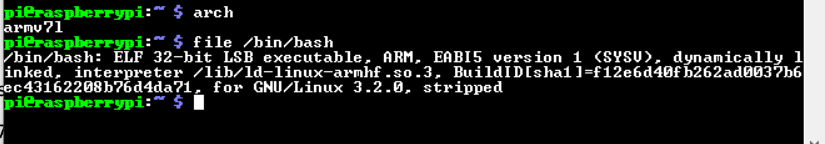 pi@raspberrypi:~ $ arch
armv7l
pi@raspberrypi:~ $ file /bin/bash
/bin/bash: ELF 32-bit LSB executable, ARM, EABI5 version 1 (SYSV), dynamically l
inked, interpreter /lib/ld-linux-armhf.so.3, BuildID[sha1]=f12e6d40fb262ad0037b6
ec43162208b76d4da71, for GNU/Linux 3.2.0, stripped
pi@raspberrypi:~ $